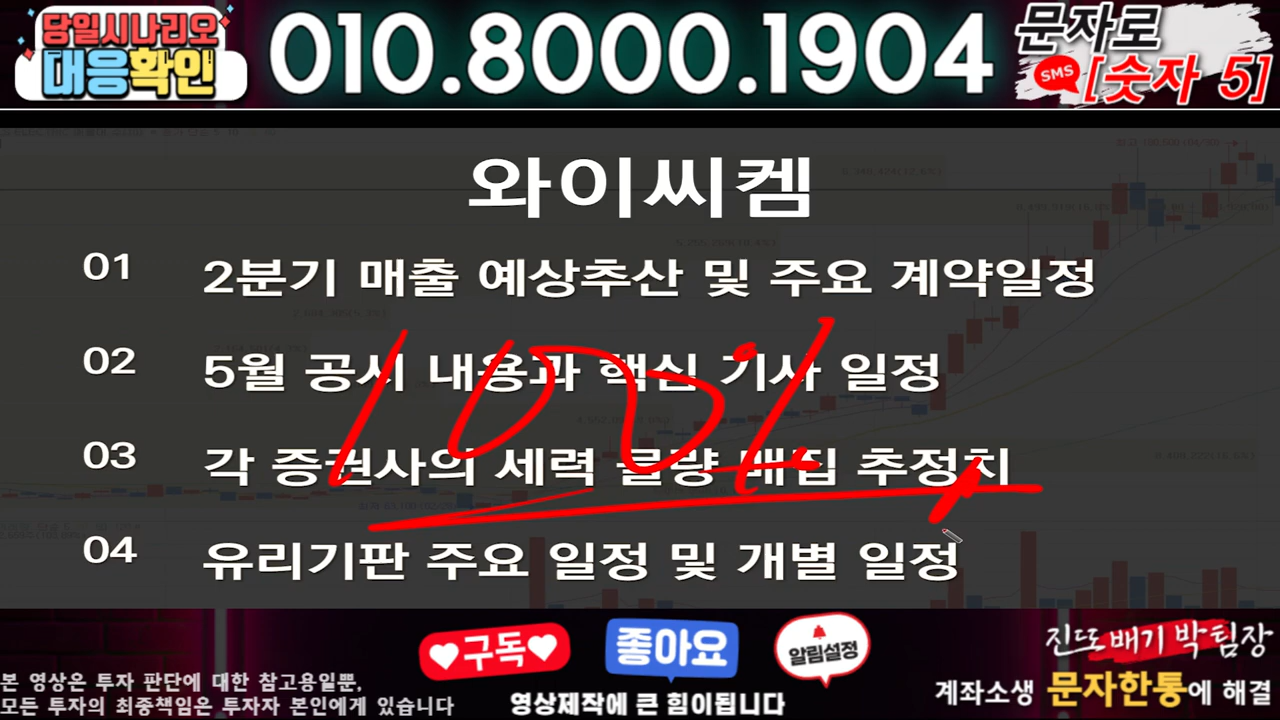 당일시나리오
대응확인
010.8000.1904
문자로
SMS [숫자 5]
와이씨켐
01 2분기 매출 예상추산 및 주요 계약일정
02 5월 공시 내용과 핵심 기사 일정
03 각 증권사의 세력 물량 매집 추정치
04 유리기판 주요 일정 및 개별 일정
100%
구독
좋아요
알림설정
영상제작에 큰 힘이됩니다
본 영상은 투자 판단에 대한 참고용일뿐,
모든 투자의 최종책임은 투자자 본인에게 있습니다
진또배기 박팀장
계좌소생 문자한통에 해결